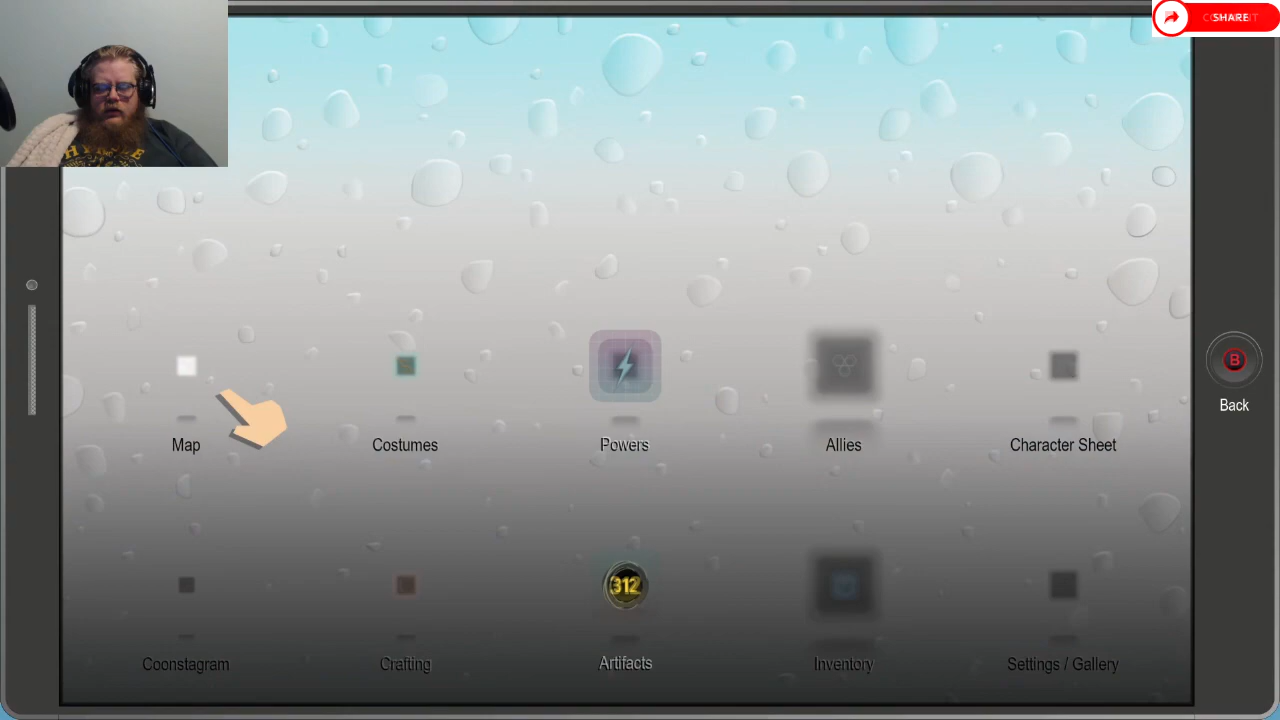 SHARE
B
Back
Map
Costumes
Powers
Allies
Character Sheet
312
Coonstagram
Crafting
Artifacts
Inventory
Settings / Gallery